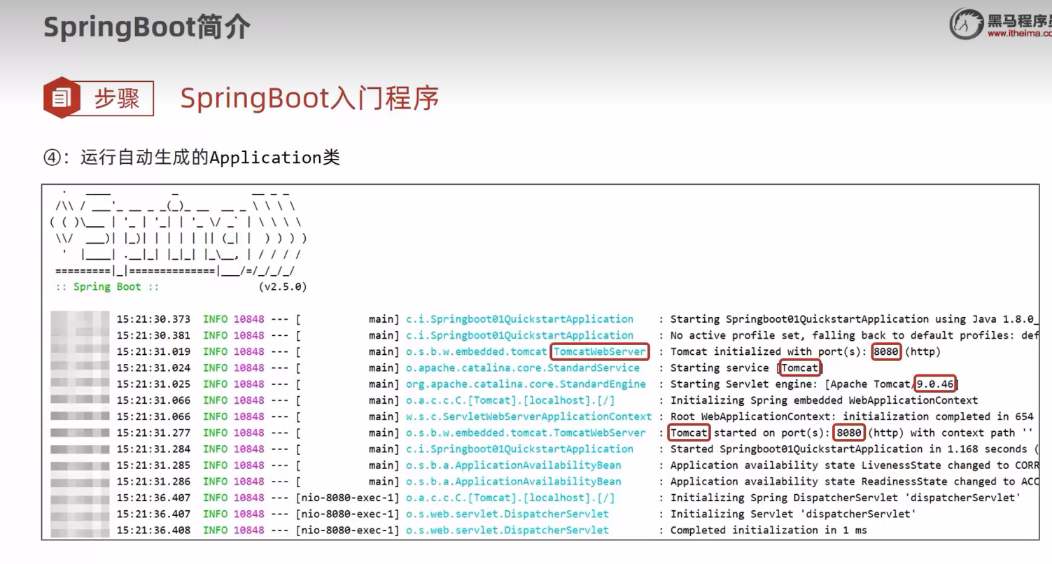 SpringBoot简介
黑马程序员
www.itheima.co
步骤
SpringBoot入门程序
④：运行自动生成的Application类
:: Spring Boot :: (v2.5.0)
15:21:30.373 INFO 10848 --- [ main] c.i.Springboot01QuickstartApplication : Starting Springboot01QuickstartApplication using Java 1.8.0_
15:21:30.381 INFO 10848 --- [ main] c.i.Springboot01QuickstartApplication : No active profile set, falling back to default profiles: def
15:21:31.019 INFO 10848 --- [ main] o.s.b.w.embedded.tomcat.TomcatWebServer : Tomcat initialized with port(s): 8080 (http)
15:21:31.024 INFO 10848 --- [ main] o.apache.catalina.core.StandardService : Starting service [Tomcat]
15:21:31.025 INFO 10848 --- [ main] org.apache.catalina.core.StandardEngine : Starting Servlet engine: [Apache Tomcat/9.0.46]
15:21:31.066 INFO 10848 --- [ main] o.a.c.c.C.[Tomcat].[localhost].[/] : Initializing Spring embedded WebApplicationContext
15:21:31.066 INFO 10848 --- [ main] w.s.c.ServletWebServerApplicationContext : Root WebApplicationContext: initialization completed in 654
15:21:31.277 INFO 10848 --- [ main] o.s.b.w.embedded.tomcat.TomcatWebServer : Tomcat started on port(s): 8080 (http) with context path ''
15:21:31.284 INFO 10848 --- [ main] c.i.Springboot01QuickstartApplication : Started Springboot01QuickstartApplication in 1.168 seconds (
15:21:31.285 INFO 10848 --- [ main] o.s.b.a.ApplicationAvailabilityBean : Application availability state LivenessState changed to CORR
15:21:31.286 INFO 10848 --- [ main] o.s.b.a.ApplicationAvailabilityBean : Application availability state ReadinessState changed to ACC
15:21:36.407 INFO 10848 --- [nio-8080-exec-1] o.a.c.c.C.[Tomcat].[localhost].[/] : Initializing Spring DispatcherServlet 'dispatcherServlet'
15:21:36.407 INFO 10848 --- [nio-8080-exec-1] o.s.web.servlet.DispatcherServlet : Initializing Servlet 'dispatcherServlet'
15:21:36.408 INFO 10848 --- [nio-8080-exec-1] o.s.web.servlet.DispatcherServlet : Completed initialization in 1 ms